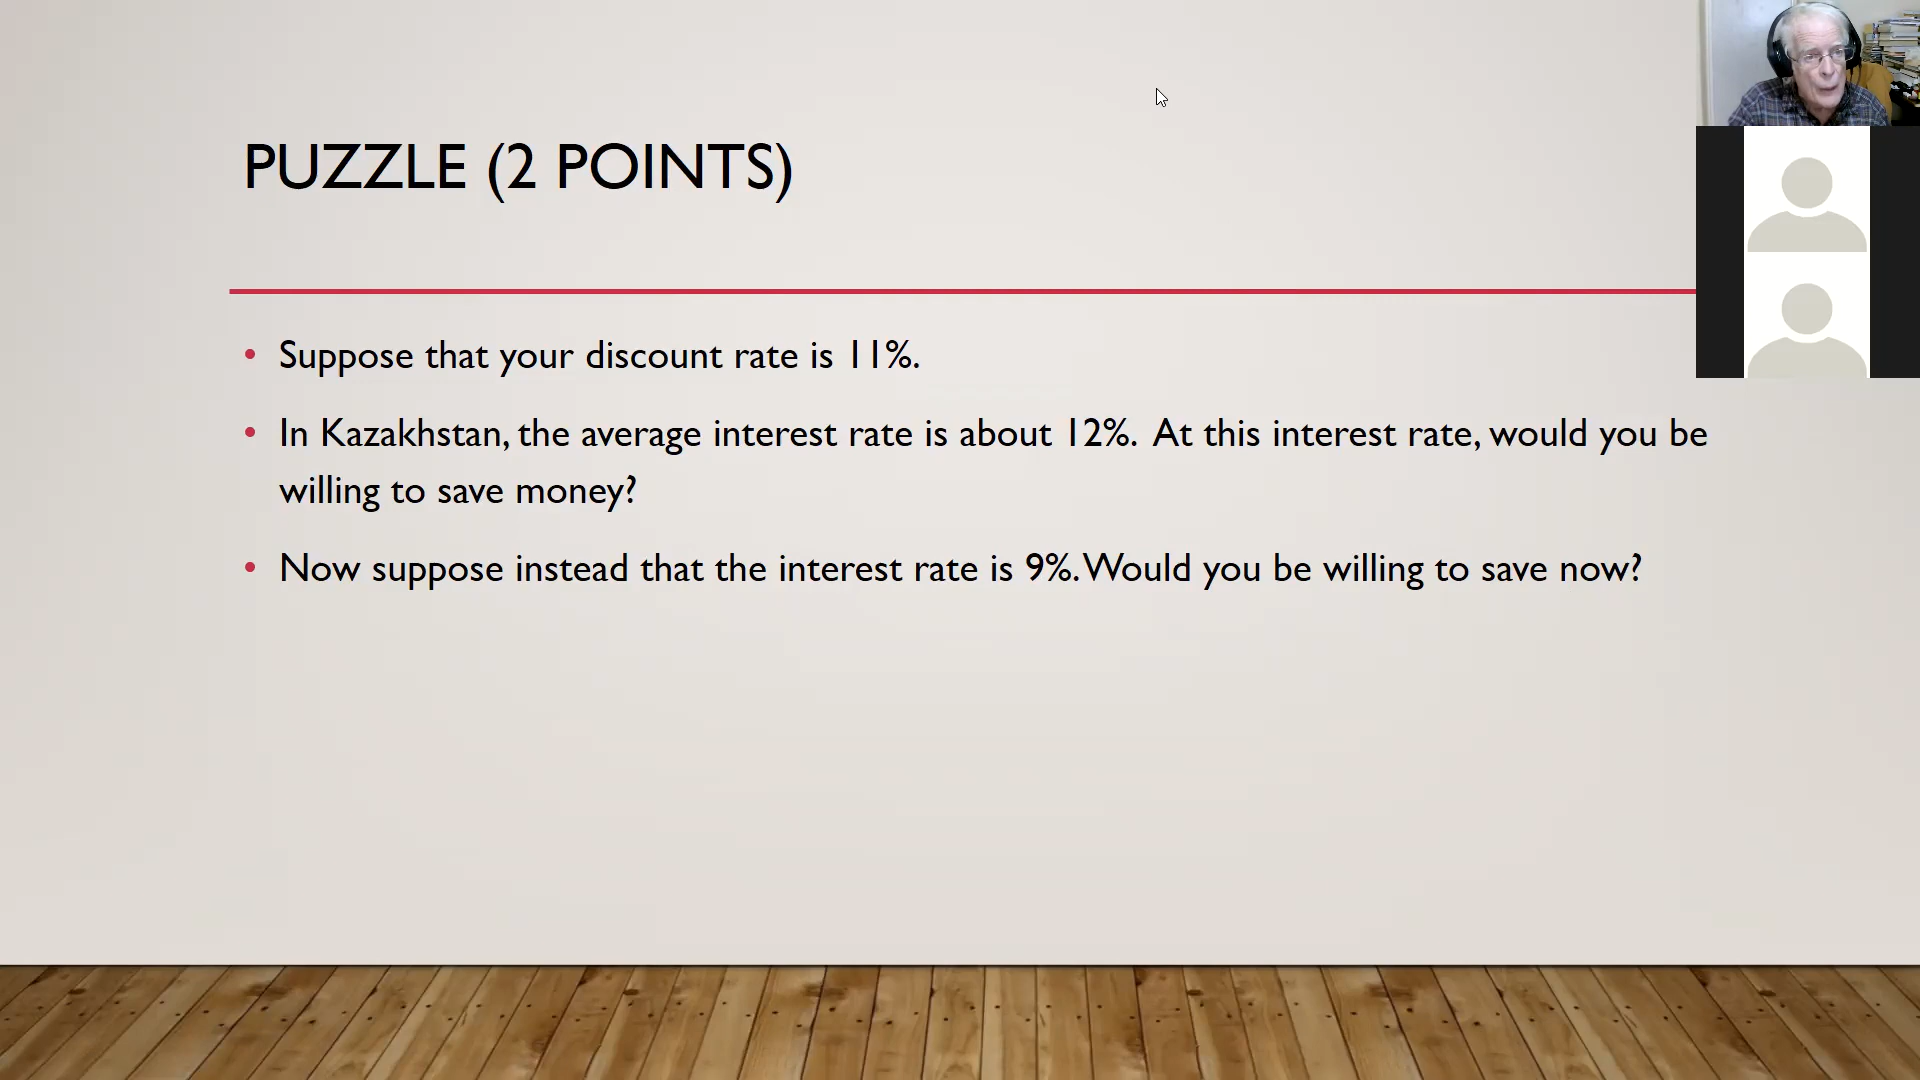 PUZZLE (2 POINTS)
• Suppose that your discount rate is 11%.
• In Kazakhstan, the average interest rate is about 12%.  At this interest rate, would you be
willing to save money?
• Now suppose instead that the interest rate is 9%. Would you be willing to save now?